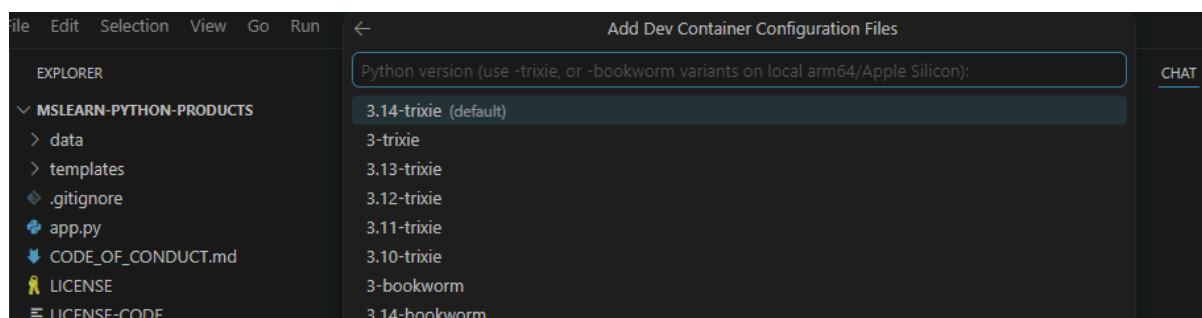 File Edit Selection View Go Run
Add Dev Container Configuration Files
EXPLORER
Python version (use -trixie, or -bookworm variants on local arm64/Apple Silicon):
CHAT
MSLEARN-PYTHON-PRODUCTS
data
templates
.gitignore
app.py
CODE_OF_CONDUCT.md
LICENSE
LICENSE-CODE
3.14-trixie (default)
3-trixie
3.13-trixie
3.12-trixie
3.11-trixie
3.10-trixie
3-bookworm
3.14-bookworm